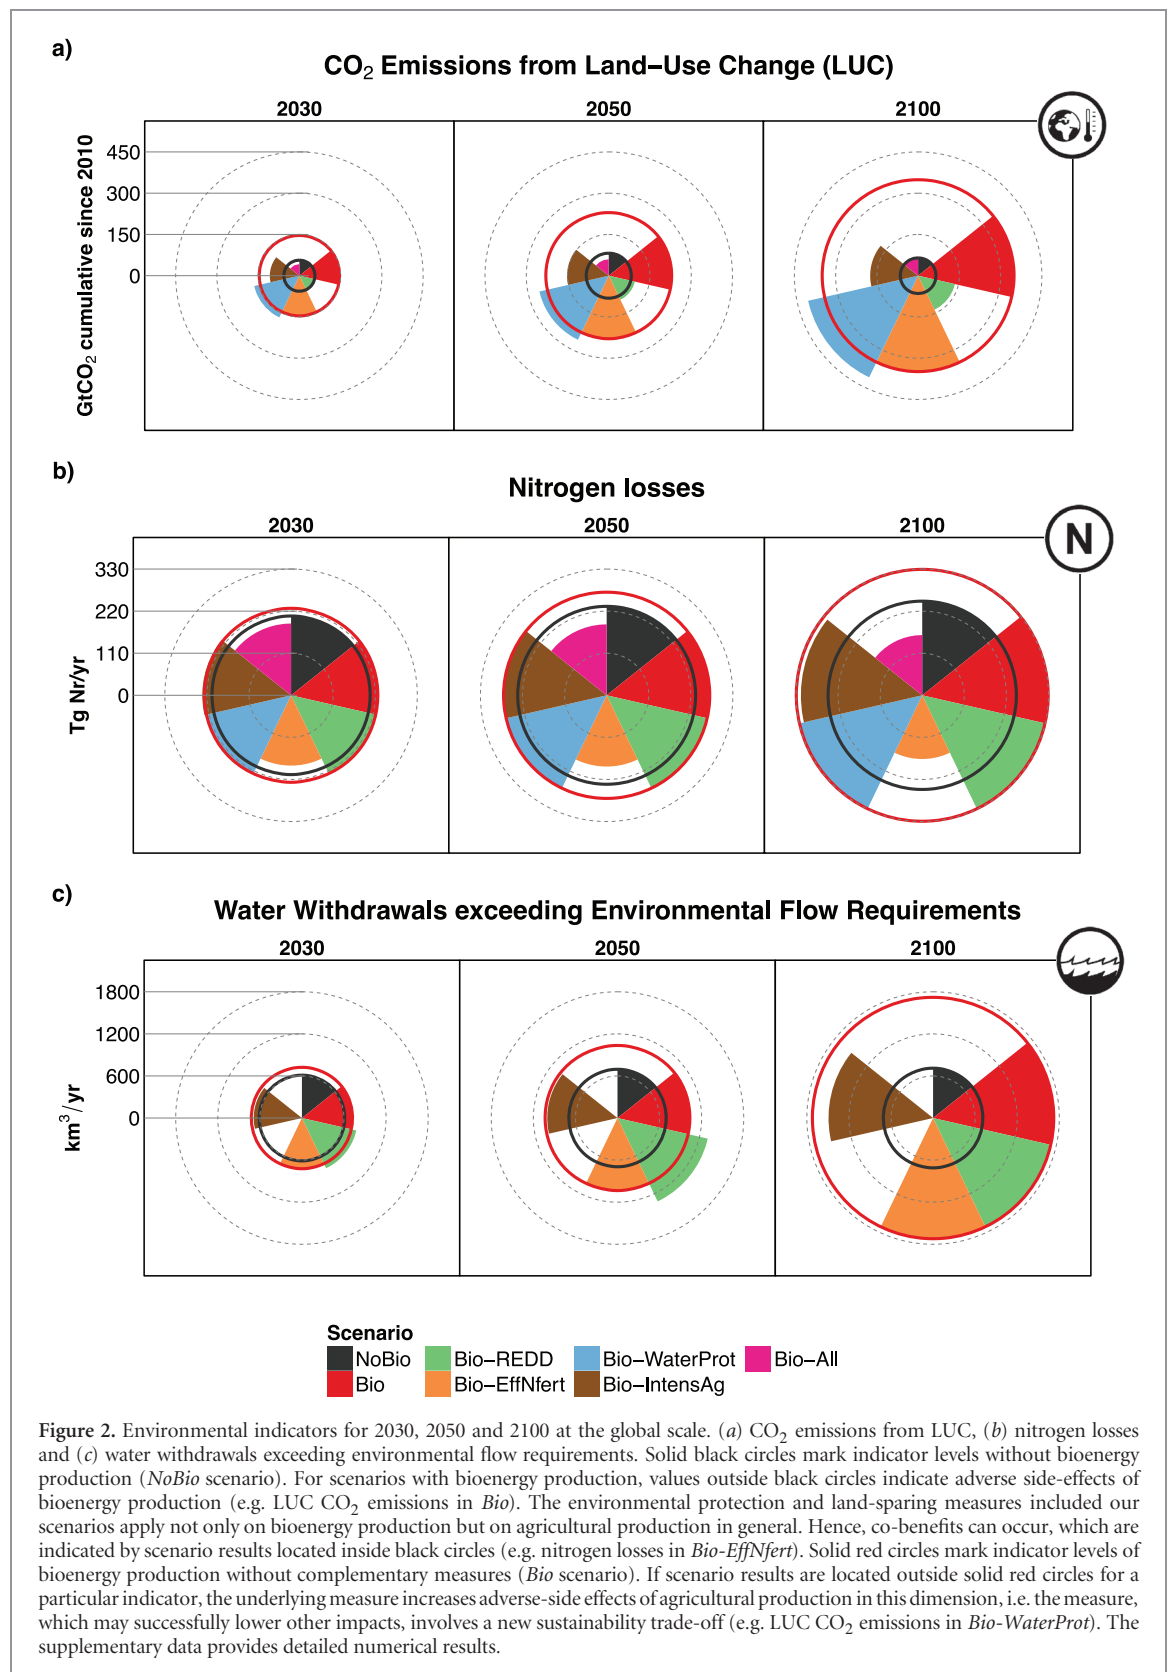 a)
CO₂ Emissions from Land–Use Change (LUC)
2030 2050 2100
GtCO₂ cumulative since 2010
450
300
150
0
b)
Nitrogen losses
2030 2050 2100
N
Tg Nr/yr
330
220
110
0
c)
Water Withdrawals exceeding Environmental Flow Requirements
2030 2050 2100
km³/yr
1800
1200
600
0
Scenario
NoBio Bio–REDD Bio–WaterProt Bio–All
Bio Bio–EffNfert Bio–IntensAg
Figure 2. Environmental indicators for 2030, 2050 and 2100 at the global scale. (a) CO₂ emissions from LUC, (b) nitrogen losses
and (c) water withdrawals exceeding environmental flow requirements. Solid black circles mark indicator levels without bioenergy
production (NoBio scenario). For scenarios with bioenergy production, values outside black circles indicate adverse side-effects of
bioenergy production (e.g. LUC CO₂ emissions in Bio). The environmental protection and land-sparing measures included our
scenarios apply not only on bioenergy production but on agricultural production in general. Hence, co-benefits can occur, which are
indicated by scenario results located inside black circles (e.g. nitrogen losses in Bio-EffNfert). Solid red circles mark indicator levels of
bioenergy production without complementary measures (Bio scenario). If scenario results are located outside solid red circles for a
particular indicator, the underlying measure increases adverse-side effects of agricultural production in this dimension, i.e. the measure,
which may successfully lower other impacts, involves a new sustainability trade-off (e.g. LUC CO₂ emissions in Bio-WaterProt). The
supplementary data provides detailed numerical results.